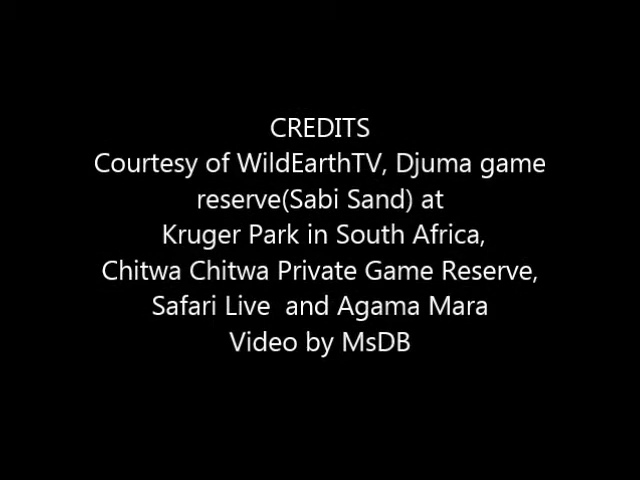 CREDITS
Courtesy of WildEarthTV, Djuma game
reserve(Sabi Sand) at
Kruger Park in South Africa,
Chitwa Chitwa Private Game Reserve,
Safari Live  and Agama Mara
Video by MsDB